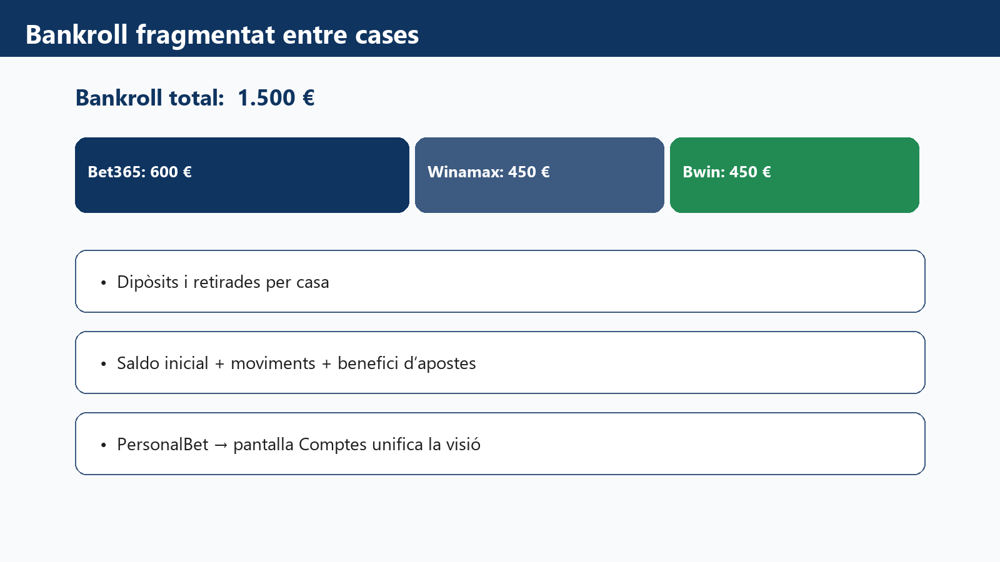 Bankroll fragmentat entre cases
Bankroll total:  1.500 €
Bet365: 600 €
Winamax: 450 €
Bwin: 450 €
• Dipòsits i retirades per casa
• Saldo inicial + moviments + benefici d’apostes
• PersonalBet → pantalla Comptes unifica la visió